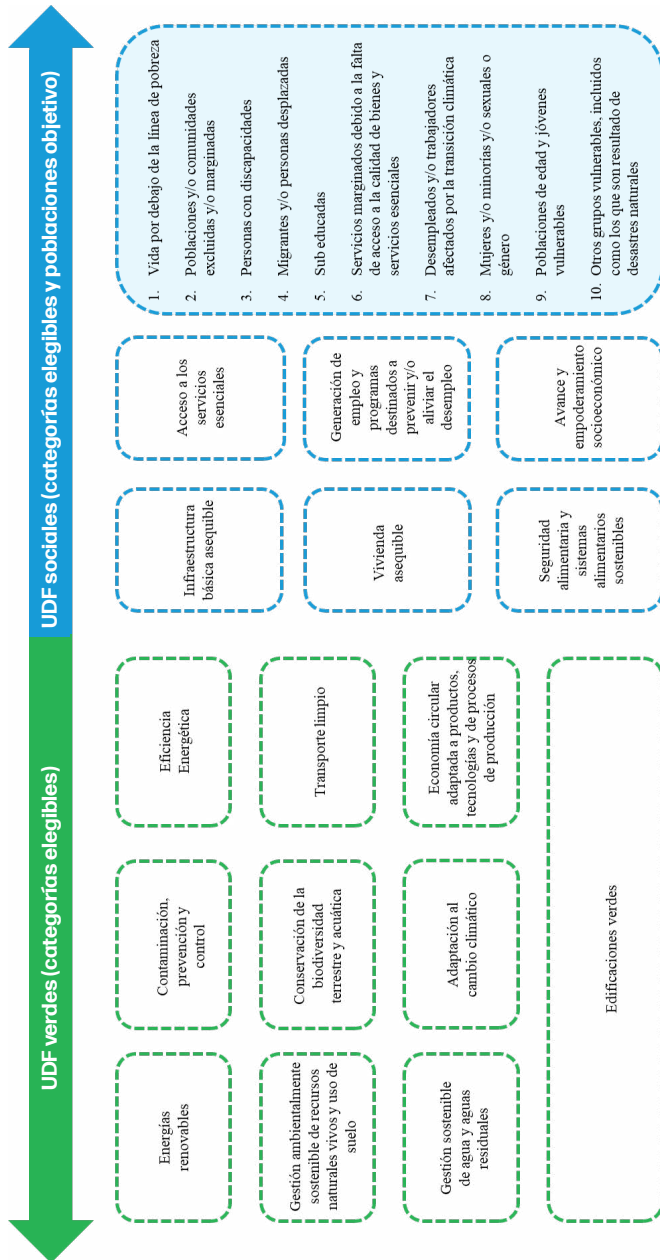 UDF verdes (categorías elegibles)
UDF sociales (categorías elegibles y poblaciones objetivo)
Energías
renovables
Contaminación,
prevención y
control
Eficiencia
Energética
Gestión ambientalmente
sostenible de recursos
naturales vivos y uso de
suelo
Conservación de la
biodiversidad
terrestre y acuática
Transporte limpio
Gestión sostenible
de agua y aguas
residuales
Adaptación al
cambio climático
Economía circular
adaptada a productos,
tecnologías y de procesos
de producción
Edificaciones verdes
Infraestructura
básica asequible
Acceso a los
servicios
esenciales
Vivienda
asequible
Generación de
empleo y
programas
destinados a
prevenir y/o
aliviar el
desempleo
Seguridad
alimentaria y
sistemas
alimentarios
sostenibles
Avance y
empoderamiento
socioeconómico
1. Vida por debajo de la línea de pobreza
2. Poblaciones y/o comunidades
excluidas y/o marginadas
3. Personas con discapacidades
4. Migrantes y/o personas desplazadas
5. Sub educadas
6. Servicios marginados debido a la falta
de acceso a la calidad de bienes y
servicios esenciales
7. Desempleados y/o trabajadores
afectados por la transición climática
8. Mujeres y/o minorías y/o sexuales o
género
9. Poblaciones de edad y jóvenes
vulnerables
10. Otros grupos vulnerables, incluidos
como los que son resultado de
desastres naturales